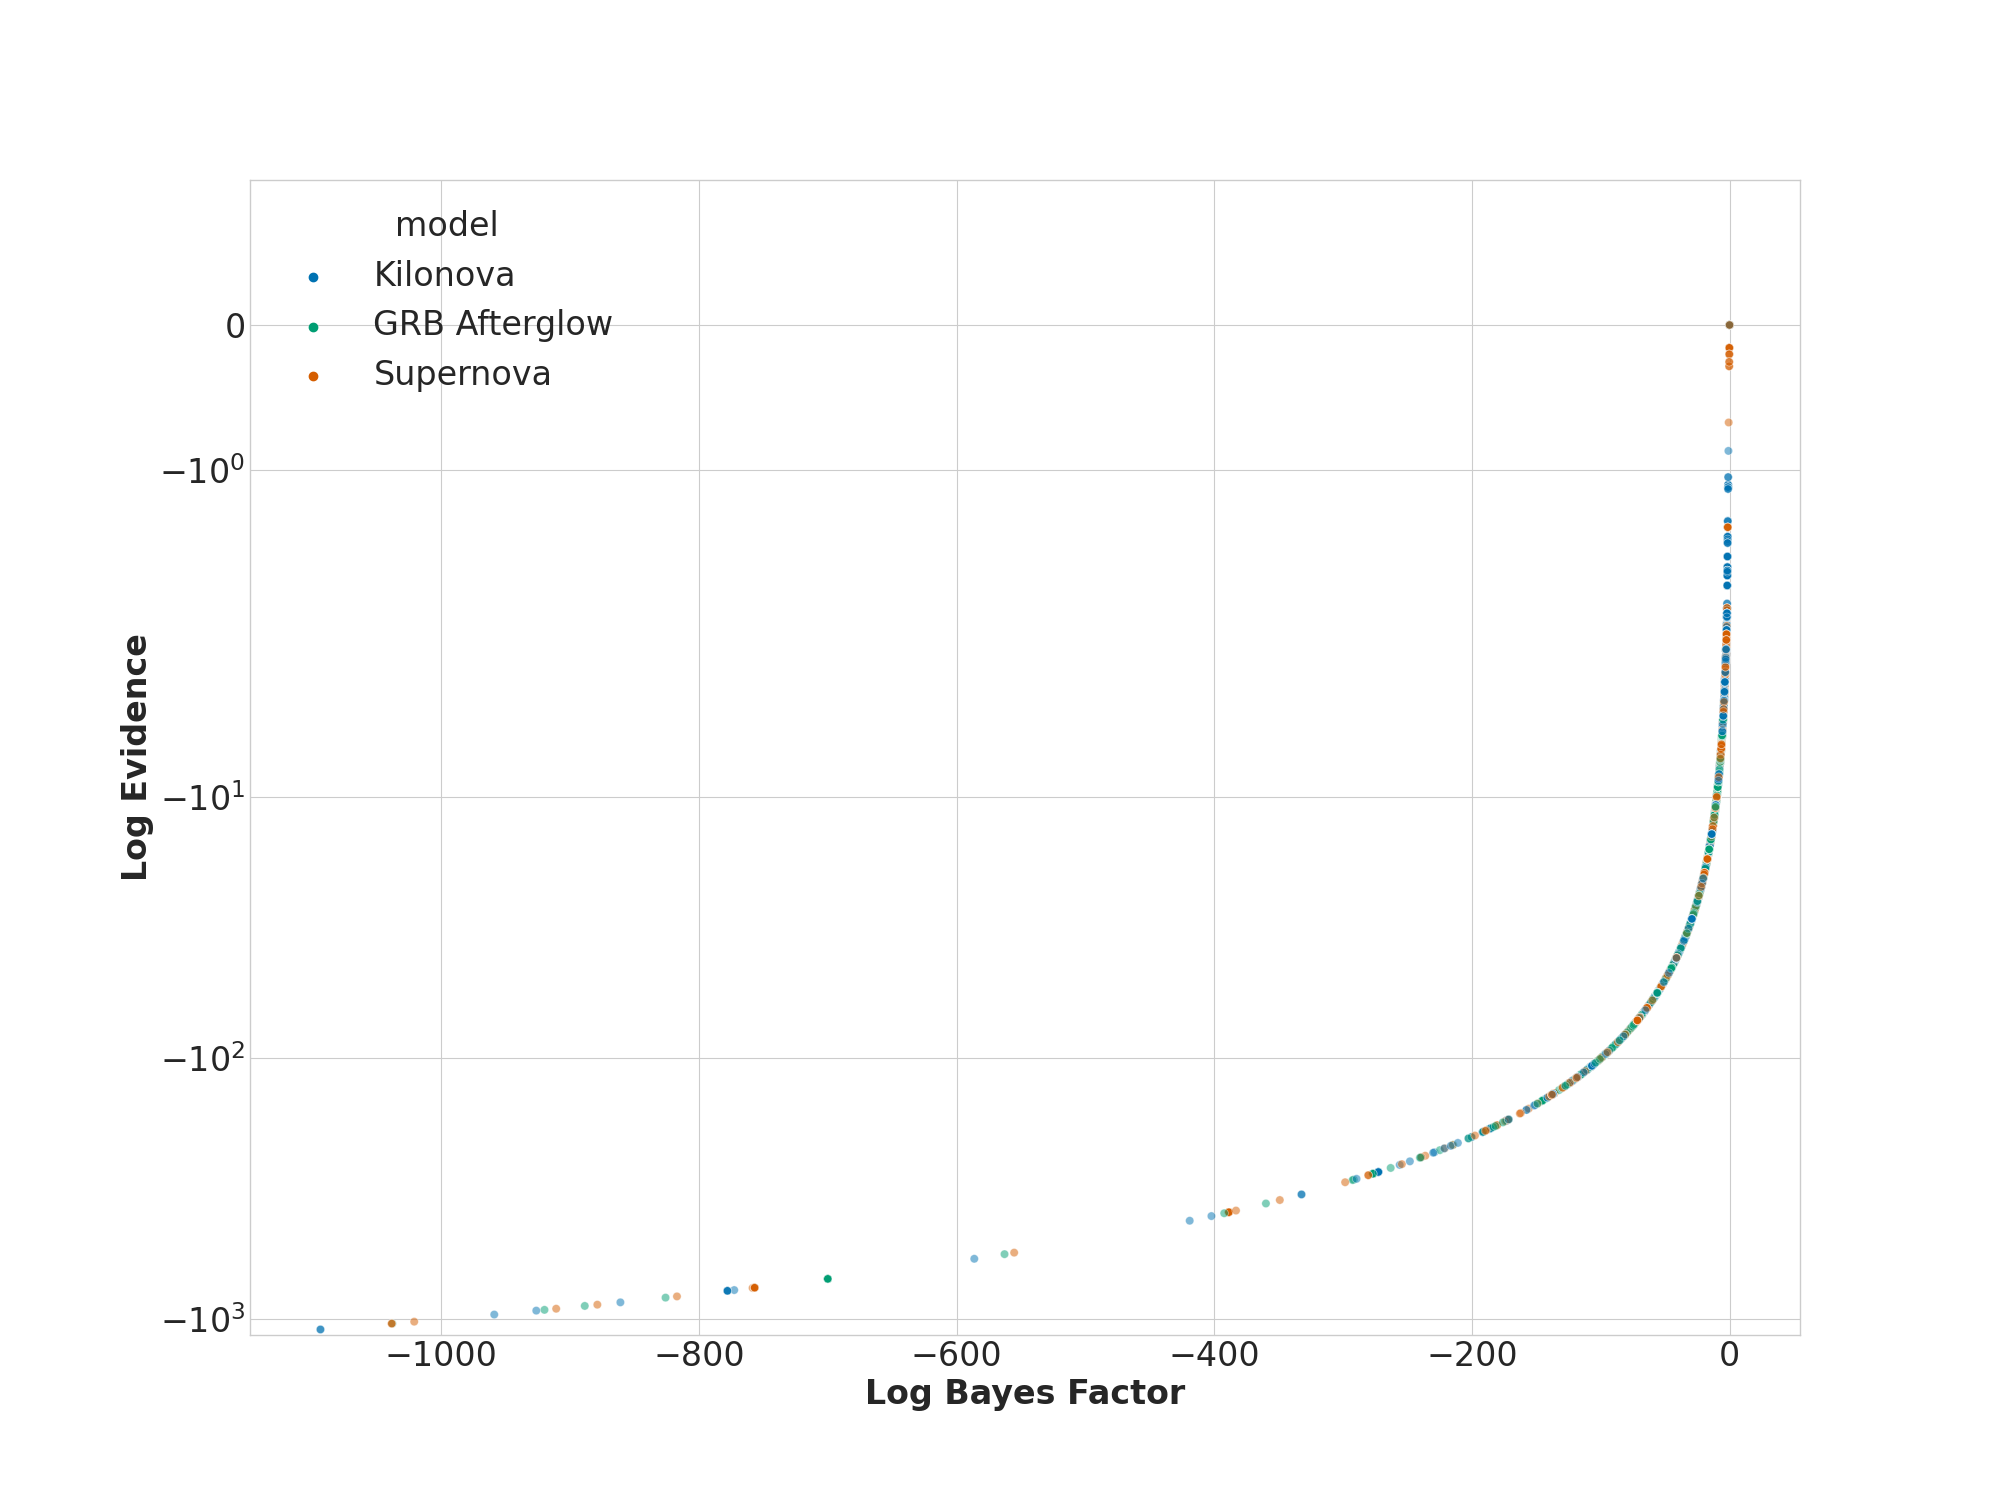 model
Kilonova
GRB Afterglow
Supernova
0
−10⁰
−10¹
−10²
−10³
Log Evidence
−1000 −800 −600 −400 −200 0
Log Bayes Factor